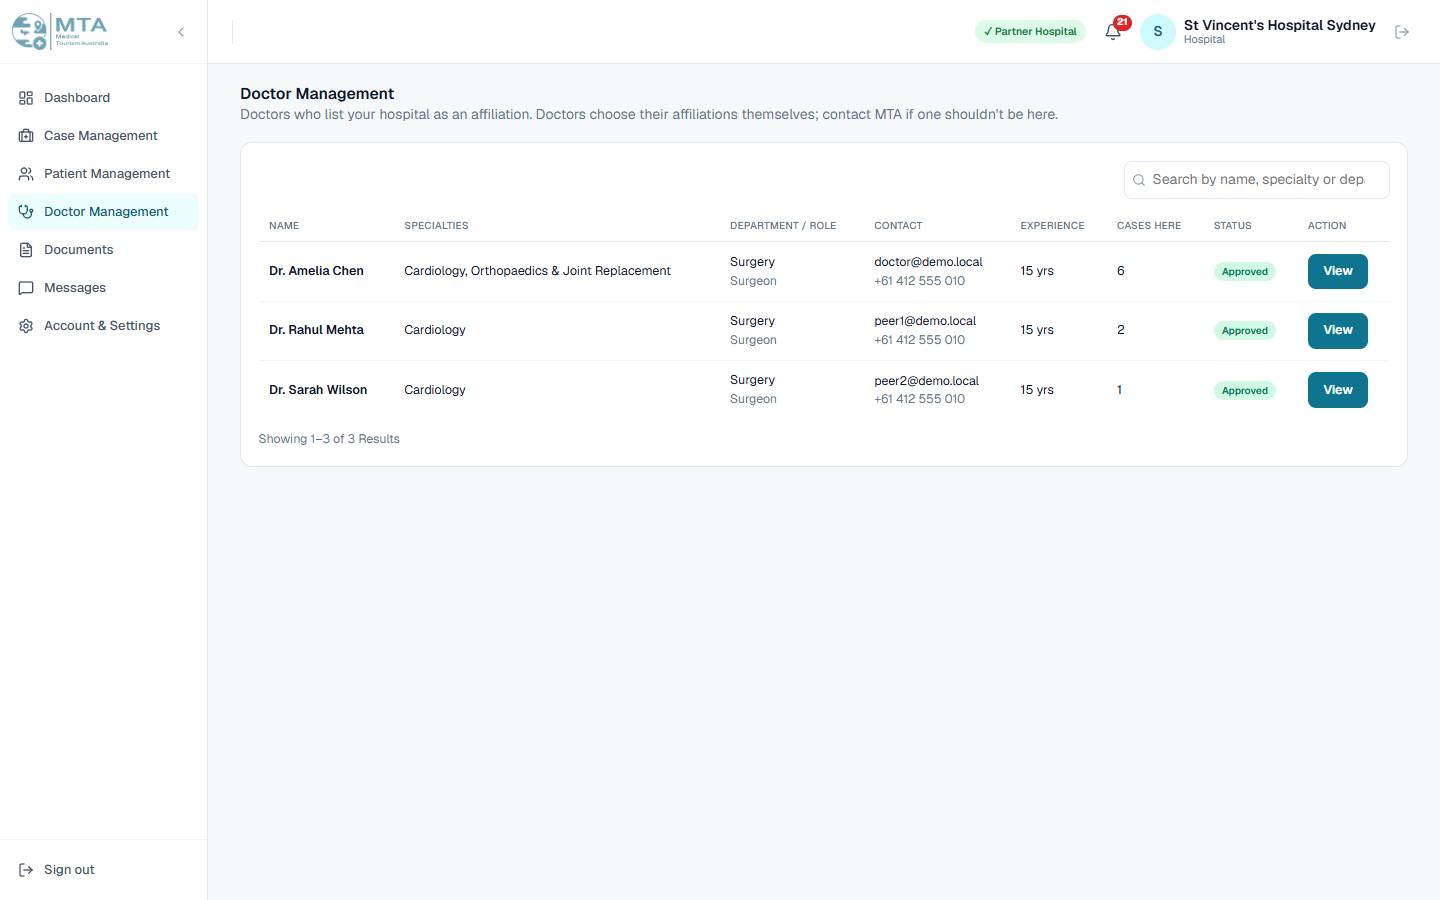 MTA
Medical
Tourism Australia
✓ Partner Hospital
21
S
St Vincent's Hospital Sydney
Hospital
Dashboard
Case Management
Patient Management
Doctor Management
Documents
Messages
Account & Settings
Sign out
Doctor Management
Doctors who list your hospital as an affiliation. Doctors choose their affiliations themselves; contact MTA if one shouldn't be here.
Search by name, specialty or dep
NAME SPECIALTIES DEPARTMENT / ROLE CONTACT EXPERIENCE CASES HERE STATUS ACTION
Dr. Amelia Chen Cardiology, Orthopaedics & Joint Replacement Surgery doctor@demo.local 15 yrs 6 Approved View
Surgeon +61 412 555 010
Dr. Rahul Mehta Cardiology Surgery peer1@demo.local 15 yrs 2 Approved View
Surgeon +61 412 555 010
Dr. Sarah Wilson Cardiology Surgery peer2@demo.local 15 yrs 1 Approved View
Surgeon +61 412 555 010
Showing 1–3 of 3 Results